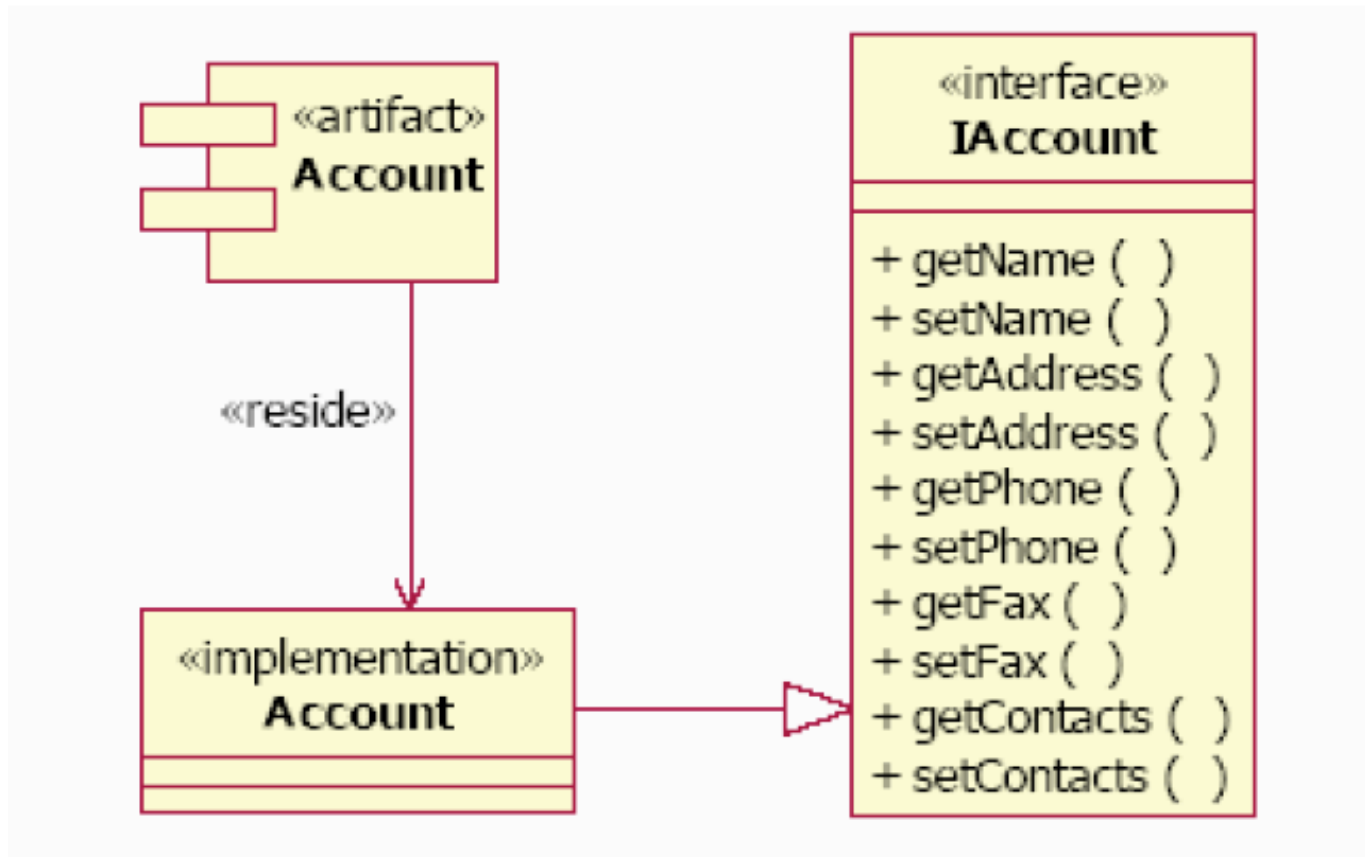 «artifact»
Account
«reside»
«implementation»
Account
«interface»
IAccount
+ getName ( )
+ setName ( )
+ getAddress ( )
+ setAddress ( )
+ getPhone ( )
+ setPhone ( )
+ getFax ( )
+ setFax ( )
+ getContacts ( )
+ setContacts ( )